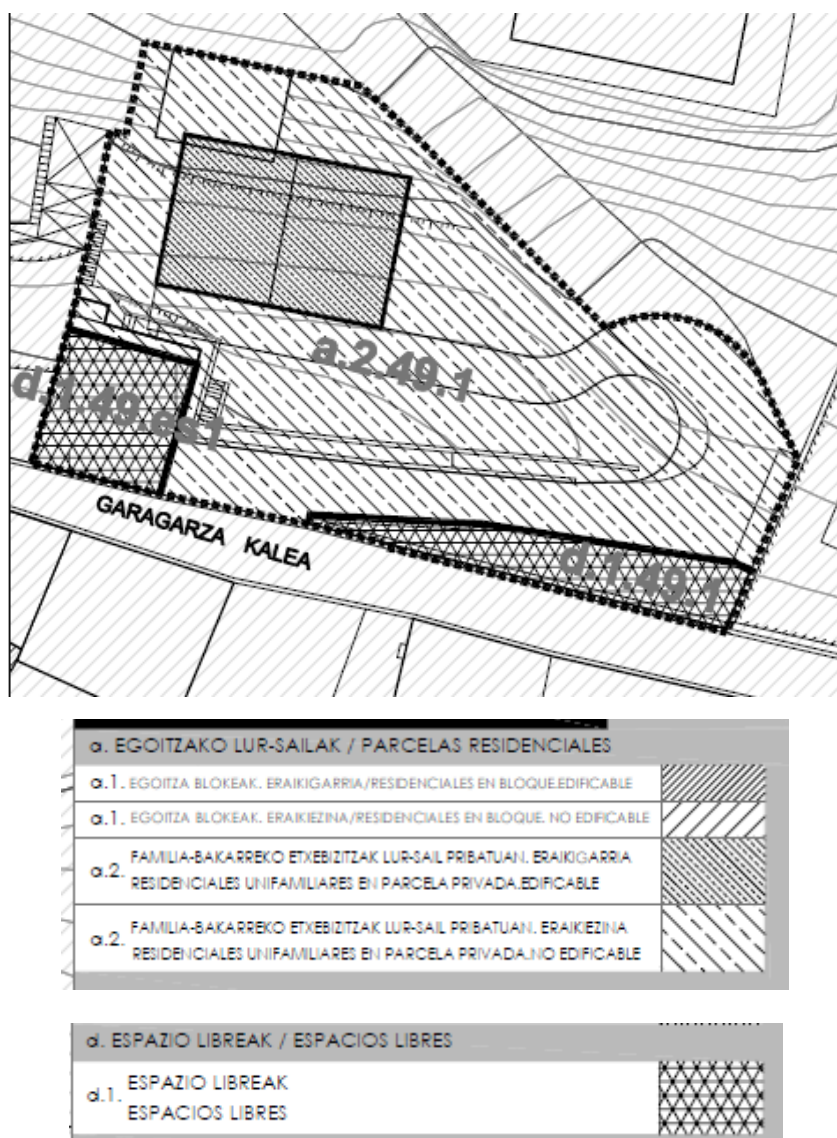 a.2.49.1
d.1.49.es1
GARAGARZA KALEA
d.1.49.1
a. EGOITZAKO LUR-SAILAK / PARCELAS RESIDENCIALES
a.1. EGOITZA BLOKEAK. ERAIKIGARRIA/RESIDENCIALES EN BLOQUE.EDIFICABLE
a.1. EGOITZA BLOKEAK. ERAIKIEZINA/RESIDENCIALES EN BLOQUE. NO EDIFICABLE
a.2. FAMILIA-BAKARREKO ETXEBIZITZAK LUR-SAIL PRIBATUAN. ERAIKIGARRIA
RESIDENCIALES UNIFAMILIARES EN PARCELA PRIVADA.EDIFICABLE
a.2. FAMILIA-BAKARREKO ETXEBIZITZAK LUR-SAIL PRIBATUAN. ERAIKIEZINA
RESIDENCIALES UNIFAMILIARES EN PARCELA PRIVADA.NO EDIFICABLE
d. ESPAZIO LIBREAK / ESPACIOS LIBRES
d.1. ESPAZIO LIBREAK
ESPACIOS LIBRES